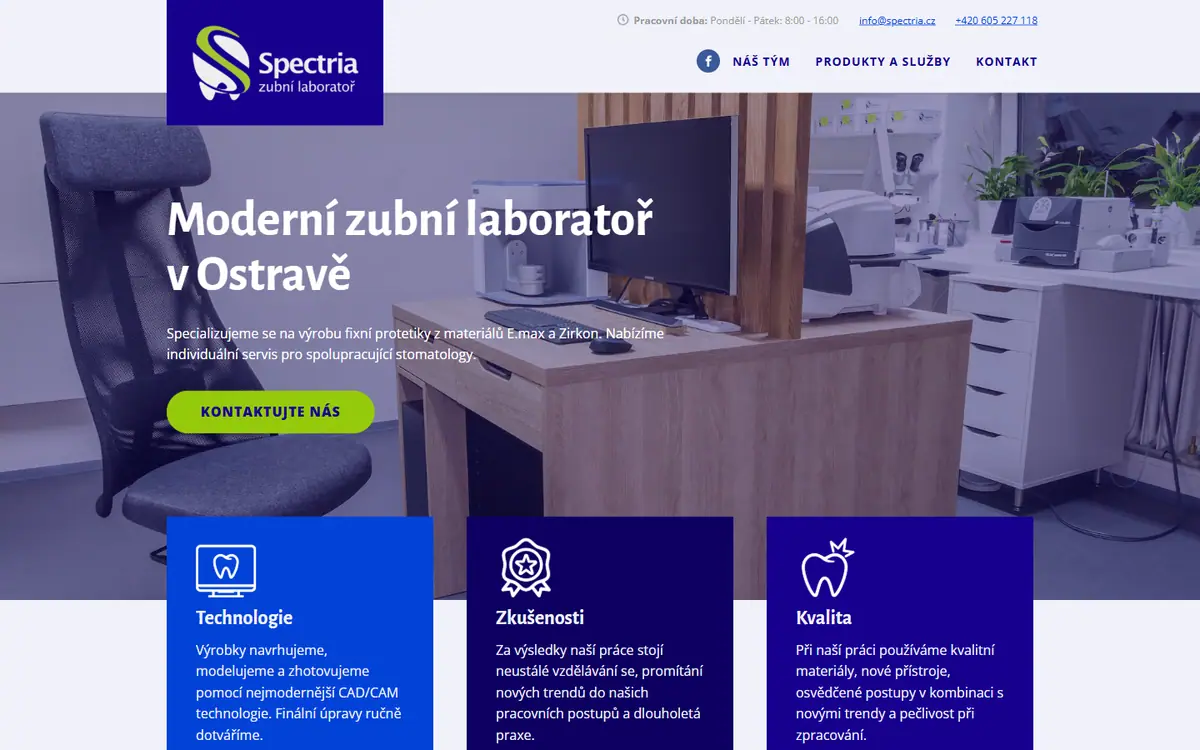 Spectria
zubní laboratoř
Pracovní doba: Pondělí - Pátek: 8:00 - 16:00
info@spectria.cz
+420 605 227 118
NÁŠ TÝM
PRODUKTY A SLUŽBY
KONTAKT
Moderní zubní laboratoř
v Ostravě
Specializujeme se na výrobu fixní protetiky z materiálů E.max a Zirkon. Nabízíme
individuální servis pro spolupracující stomatology.
KONTAKTUJTE NÁS
Technologie
Výrobky navrhujeme,
modelujeme a zhotovujeme
pomocí nejmodernější CAD/CAM
technologie. Finální úpravy ručně
dotváříme.
Zkušenosti
Za výsledky naší práce stojí
neustálé vzdělávání se, promítání
nových trendů do našich
pracovních postupů a dlouholetá
praxe.
Kvalita
Při naší práci používáme kvalitní
materiály, nové přístroje,
osvědčené postupy v kombinaci s
novými trendy a pečlivost při
zpracování.